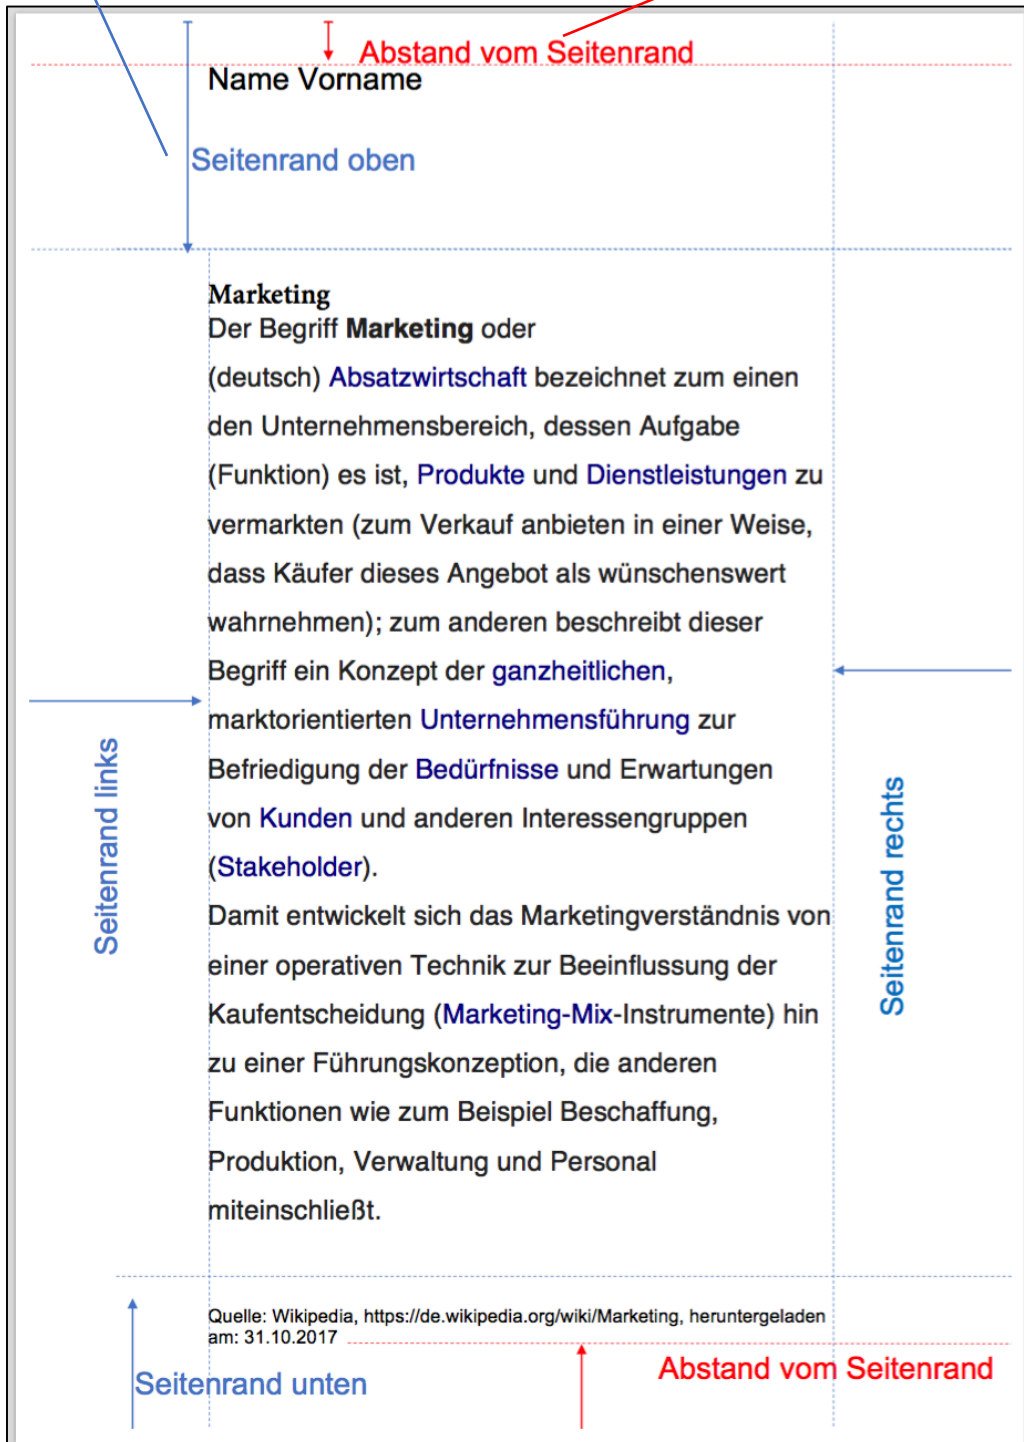 Abstand vom Seitenrand
Name Vorname
Seitenrand oben
Marketing
Der Begriff Marketing oder
(deutsch) Absatzwirtschaft bezeichnet zum einen
den Unternehmensbereich, dessen Aufgabe
(Funktion) es ist, Produkte und Dienstleistungen zu
vermarkten (zum Verkauf anbieten in einer Weise,
dass Käufer dieses Angebot als wünschenswert
wahrnehmen); zum anderen beschreibt dieser
Begriff ein Konzept der ganzheitlichen,
marktorientierten Unternehmensführung zur
Befriedigung der Bedürfnisse und Erwartungen
von Kunden und anderen Interessengruppen
(Stakeholder).
Damit entwickelt sich das Marketingverständnis von
einer operativen Technik zur Beeinflussung der
Kaufentscheidung (Marketing-Mix-Instrumente) hin
zu einer Führungskonzeption, die anderen
Funktionen wie zum Beispiel Beschaffung,
Produktion, Verwaltung und Personal
miteinschließt.
Seitenrand links
Seitenrand rechts
Quelle: Wikipedia, https://de.wikipedia.org/wiki/Marketing, heruntergeladen
am: 31.10.2017
Abstand vom Seitenrand
Seitenrand unten